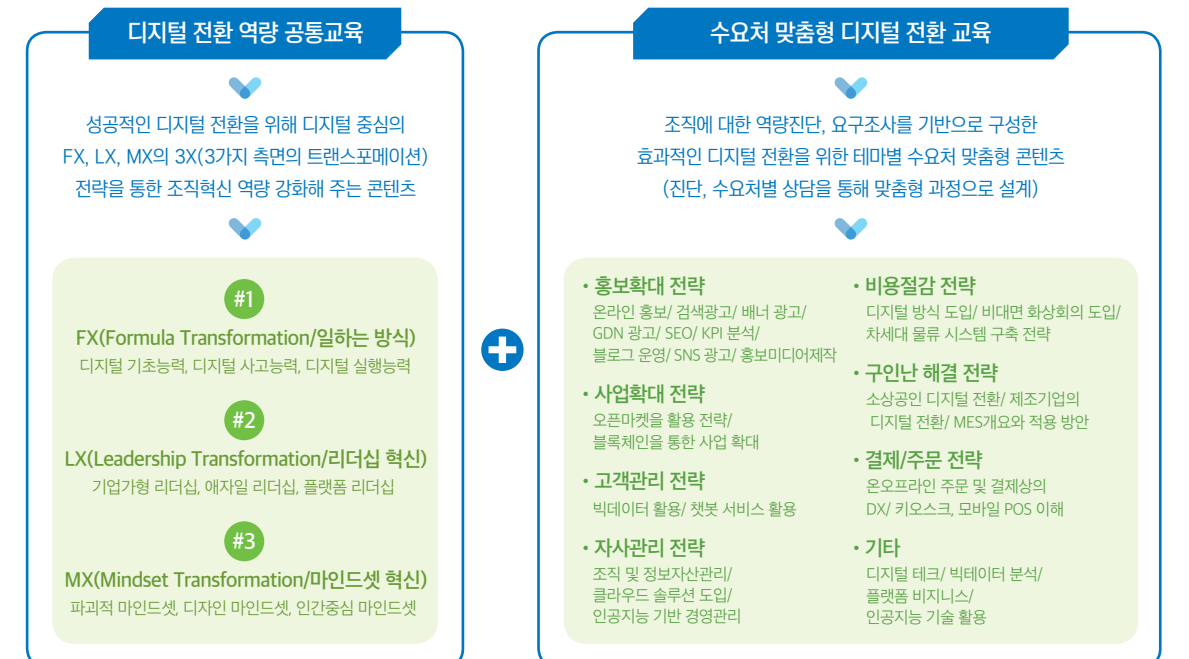 디지털 전환 역량 공통교육
성공적인 디지털 전환을 위해 디지털 중심의
FX, LX, MX의 3X(3가지 측면의 트랜스포메이션)
전략을 통한 조직혁신 역량 강화해 주는 콘텐츠
#1
FX(Formula Transformation/일하는 방식)
디지털 기초능력, 디지털 사고능력, 디지털 실행능력
#2
LX(Leadership Transformation/리더십 혁신)
기업가형 리더십, 애자일 리더십, 플랫폼 리더십
#3
MX(Mindset Transformation/마인드셋 혁신)
파괴적 마인드셋, 디자인 마인드셋, 인간중심 마인드셋
수요처 맞춤형 디지털 전환 교육
조직에 대한 역량진단, 요구조사를 기반으로 구성한
효과적인 디지털 전환을 위한 테마별 수요처 맞춤형 콘텐츠
(진단, 수요처별 상담을 통해 맞춤형 과정으로 설계)
• 홍보확대 전략
온라인 홍보/ 검색광고/ 배너 광고/
GDN 광고/ SEO/ KPI 분석/
블로그 운영/ SNS 광고/ 홍보미디어제작
• 사업확대 전략
오픈마켓을 활용 전략/
블록체인을 통한 사업 확대
• 고객관리 전략
빅데이터 활용/ 챗봇 서비스 활용
• 자사관리 전략
조직 및 정보자산관리/
클라우드 솔루션 도입/
인공지능 기반 경영관리
• 비용절감 전략
디지털 방식 도입/ 비대면 화상회의 도입/
차세대 물류 시스템 구축 전략
• 구인난 해결 전략
소상공인 디지털 전환/ 제조기업의
디지털 전환/ MES개요와 적용 방안
• 결제/주문 전략
온오프라인 주문 및 결제상의
DX/ 키오스크, 모바일 POS 이해
• 기타
디지털 테크/ 빅테이터 분석/
플랫폼 비지니스/
인공지능 기술 활용